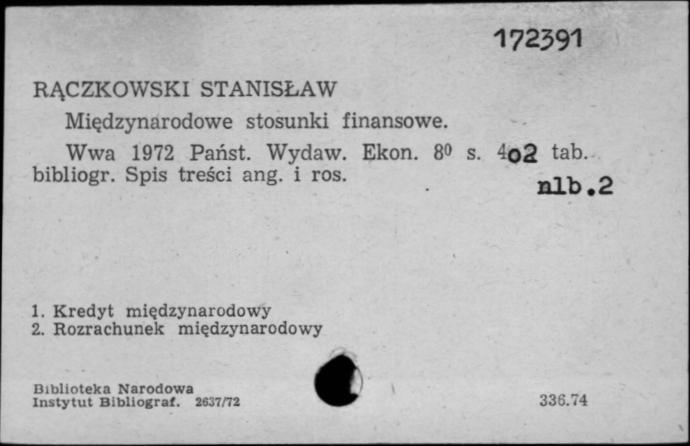 172391
RĄCZKOWSKI STANISŁAW
Międzynarodowe stosunki finansowe.
Wwa 1972 Państ. Wydaw. Ekon. 8⁰ s. 402 tab.
bibliogr. Spis treści ang. i ros.
nlb.2
1. Kredyt międzynarodowy
2. Rozrachunek międzynarodowy
Biblioteka Narodowa
Instytut Bibliograf. 2637/72
336.74